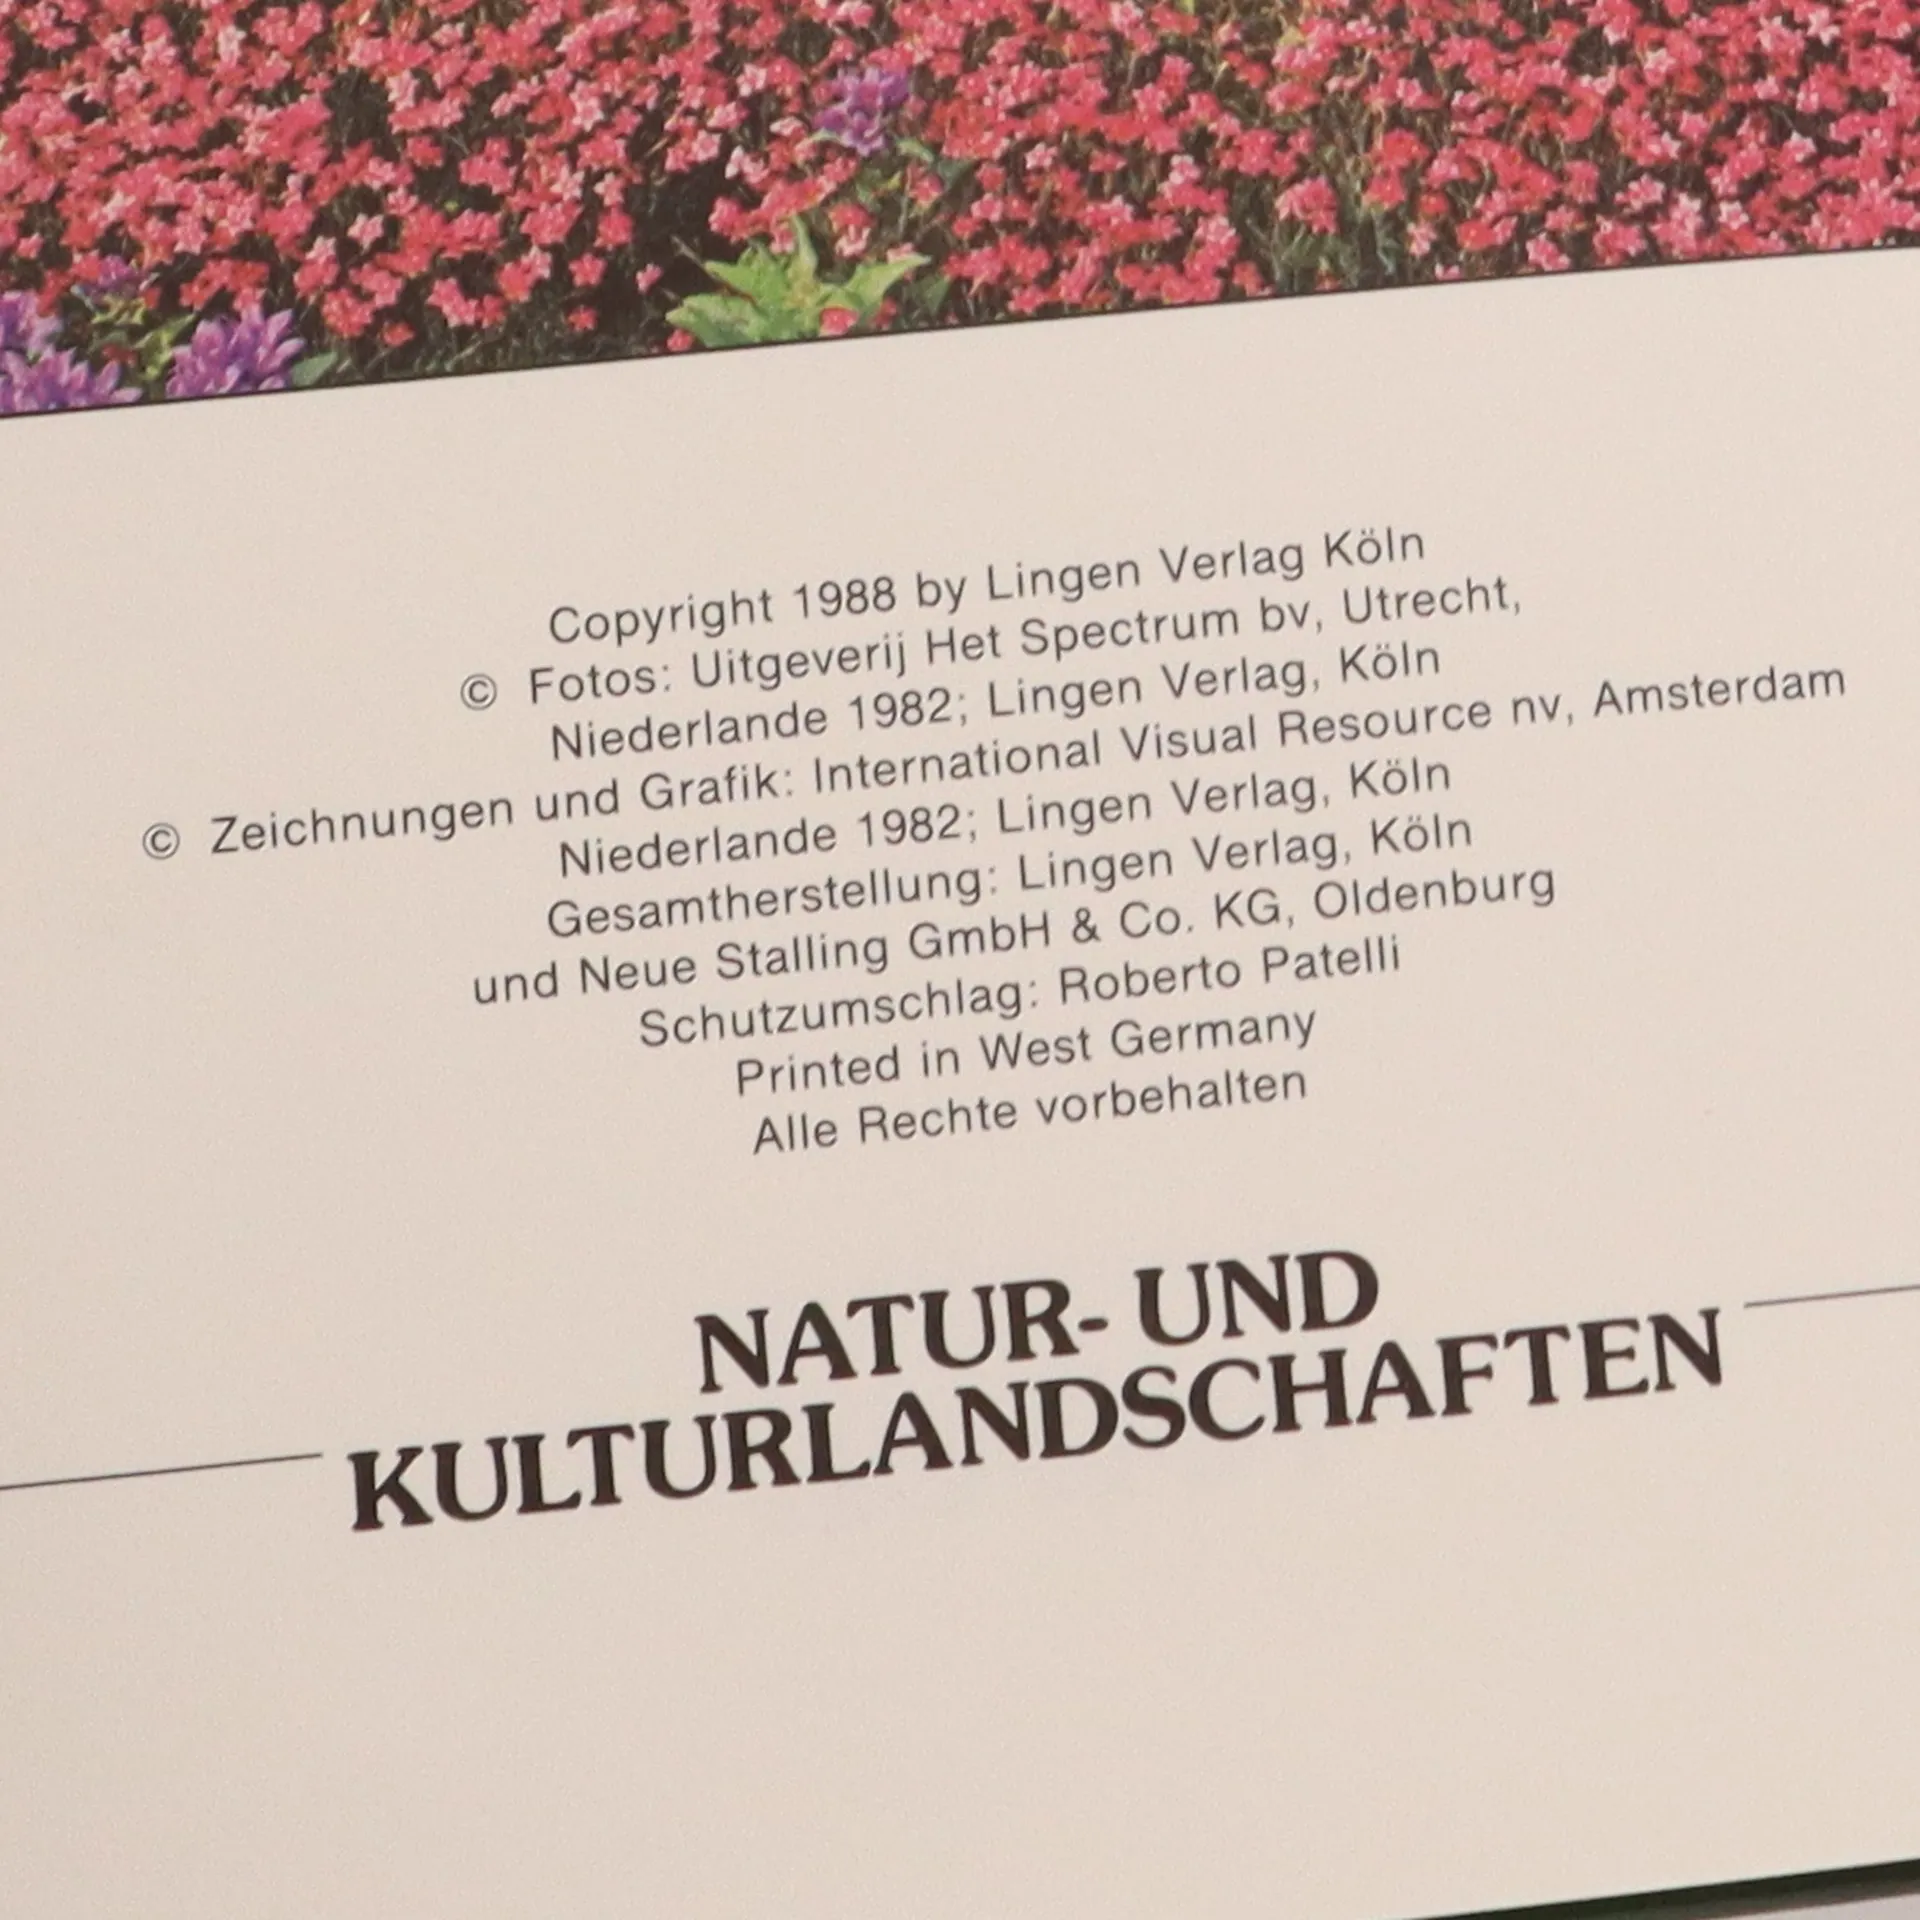 Copyright 1988 by Lingen Verlag Köln
© Fotos: Uitgeverij Het Spectrum bv, Utrecht,
Niederlande 1982; Lingen Verlag, Köln
© Zeichnungen und Grafik: International Visual Resource nv, Amsterdam
Niederlande 1982; Lingen Verlag, Köln
Gesamtherstellung: Lingen Verlag, Köln
und Neue Stalling GmbH & Co. KG, Oldenburg
Schutzumschlag: Roberto Patelli
Printed in West Germany
Alle Rechte vorbehalten
NATUR- UND
KULTURLANDSCHAFTEN